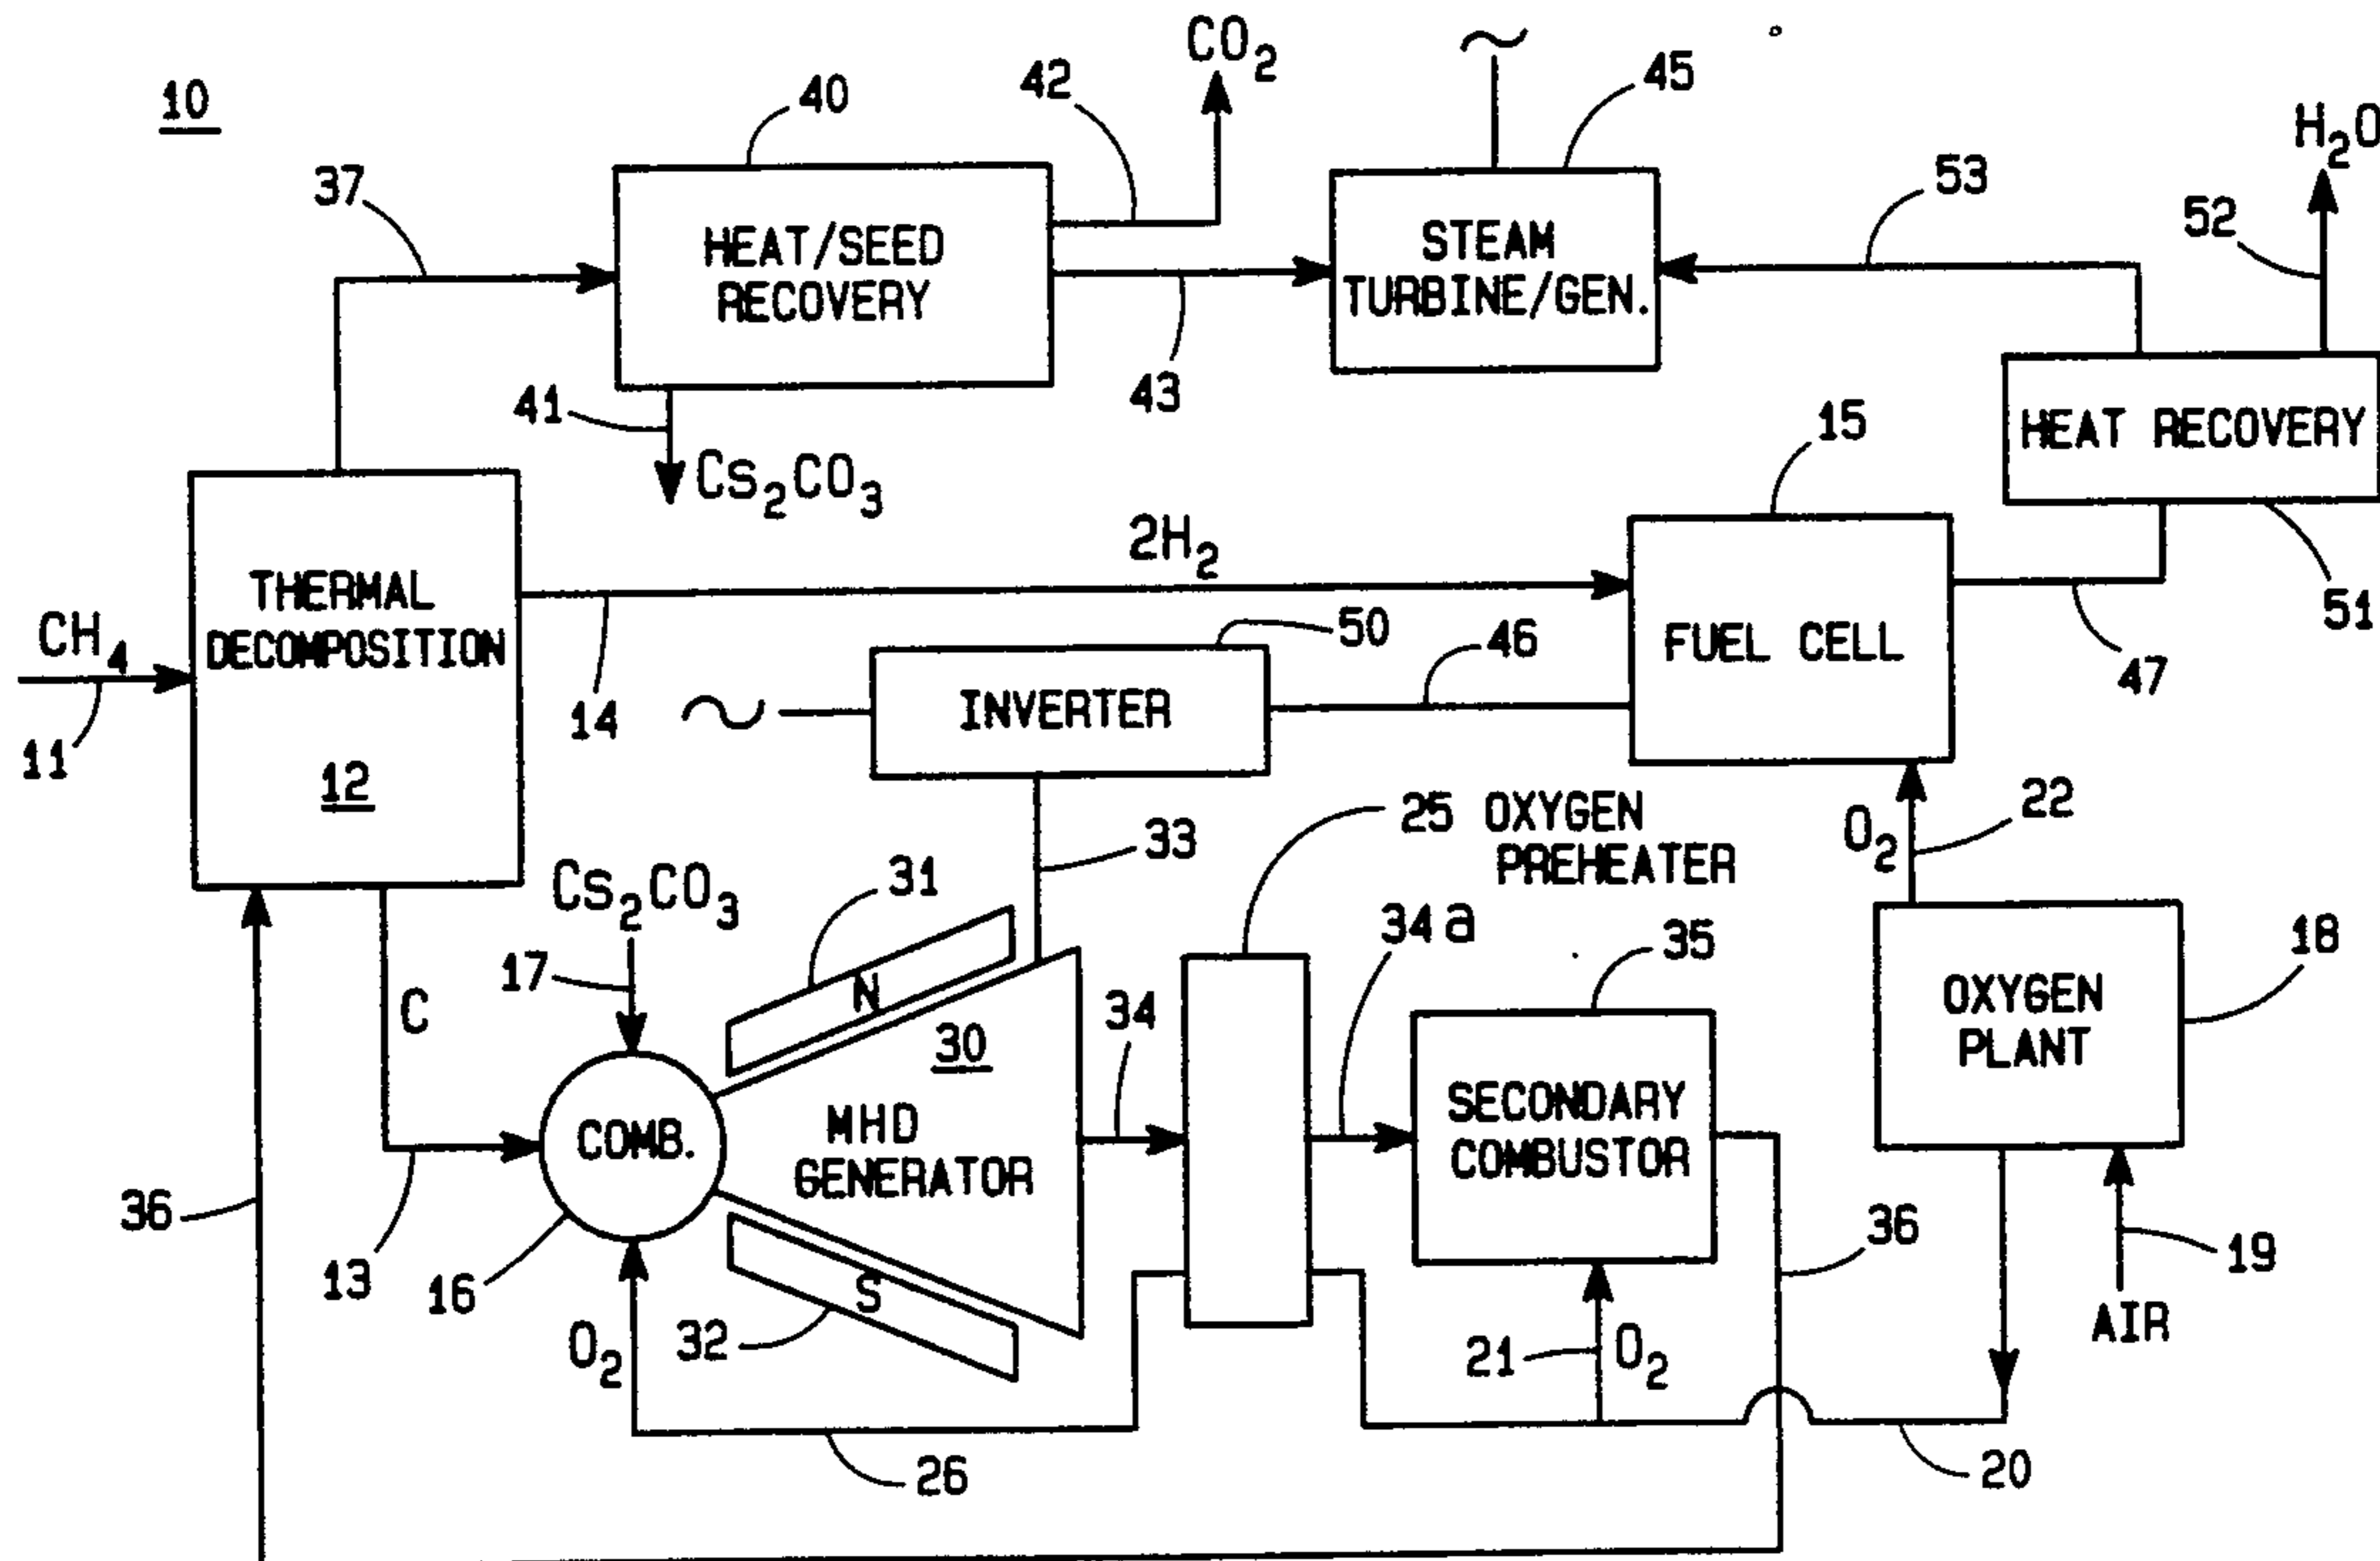 10
40
42
CO2
45
H2O
37
HEAT/SEED
RECOVERY
STEAM
TURBINE/GEN.
53
52
41
43
Cs2CO3
15
HEAT RECOVERY
2H2
THERMAL
DECOMPOSITION
12
CH4
11
14
50
46
FUEL CELL
51
47
INVERTER
33
25 OXYGEN
PREHEATER
O2
22
Cs2CO3
31
34a
35
18
17
C
N
30
34
OXYGEN
PLANT
COMB.
MHD
GENERATOR
SECONDARY
COMBUSTOR
36
13
16
O2
S
32
21
O2
36
19
AIR
26
20